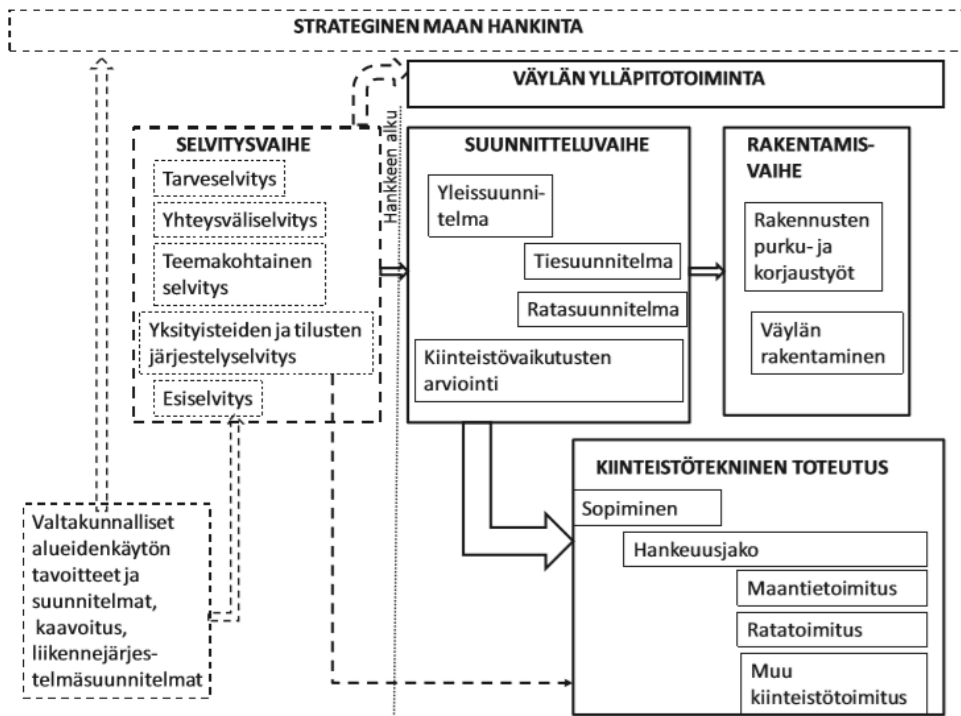 STRATEGINEN MAAN HANKINTA
VÄYLÄN YLLÄPITOTOIMINTA
Hankkeen alku
SELVITYSVAIHE
Tarveselvitys
Yhteysväliselvitys
Teemakohtainen
selvitys
Yksityisteiden ja tilusten
järjestelyselvitys
Esiselvitys
SUUNNITTELUVAIHE
Yleissuunni-
telma
Tiesuunnitelma
Ratasuunnitelma
Kiinteistövaikutusten
arviointi
RAKENTAMIS-
VAIHE
Rakennusten
purku- ja
korjaustyöt
Väylän
rakentaminen
Valtakunnalliset
alueidenkäytön
tavoitteet ja
suunnitelmat,
kaavoitus,
liikennejärjes-
telmäsuunnitelmat
KIINTEISTÖTEKNINEN TOTEUTUS
Sopiminen
Hankeuusjako
Maantietoimitus
Ratatoimitus
Muu
kiinteistötoimitus